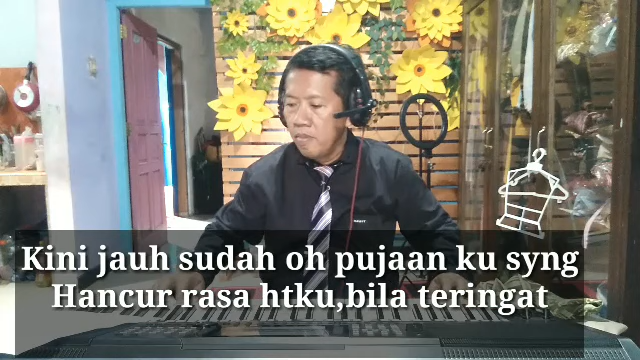 Kini jauh sudah oh pujaan ku syng
Hancur rasa htku,bila teringat